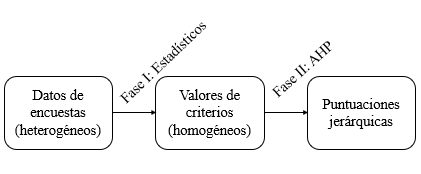 Datos de
encuestas
(heterogéneos)
Fase I: Estadísticos
Valores de
criterios
(homogéneos)
Fase II: AHP
Puntuaciones
jerárquicas